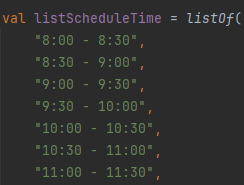 val listScheduleTime = listOf(
"8:00 - 8:30",
"8:30 - 9:00",
"9:00 - 9:30",
"9:30 - 10:00",
"10:00 - 10:30",
"10:30 - 11:00",
"11:00 - 11:30",